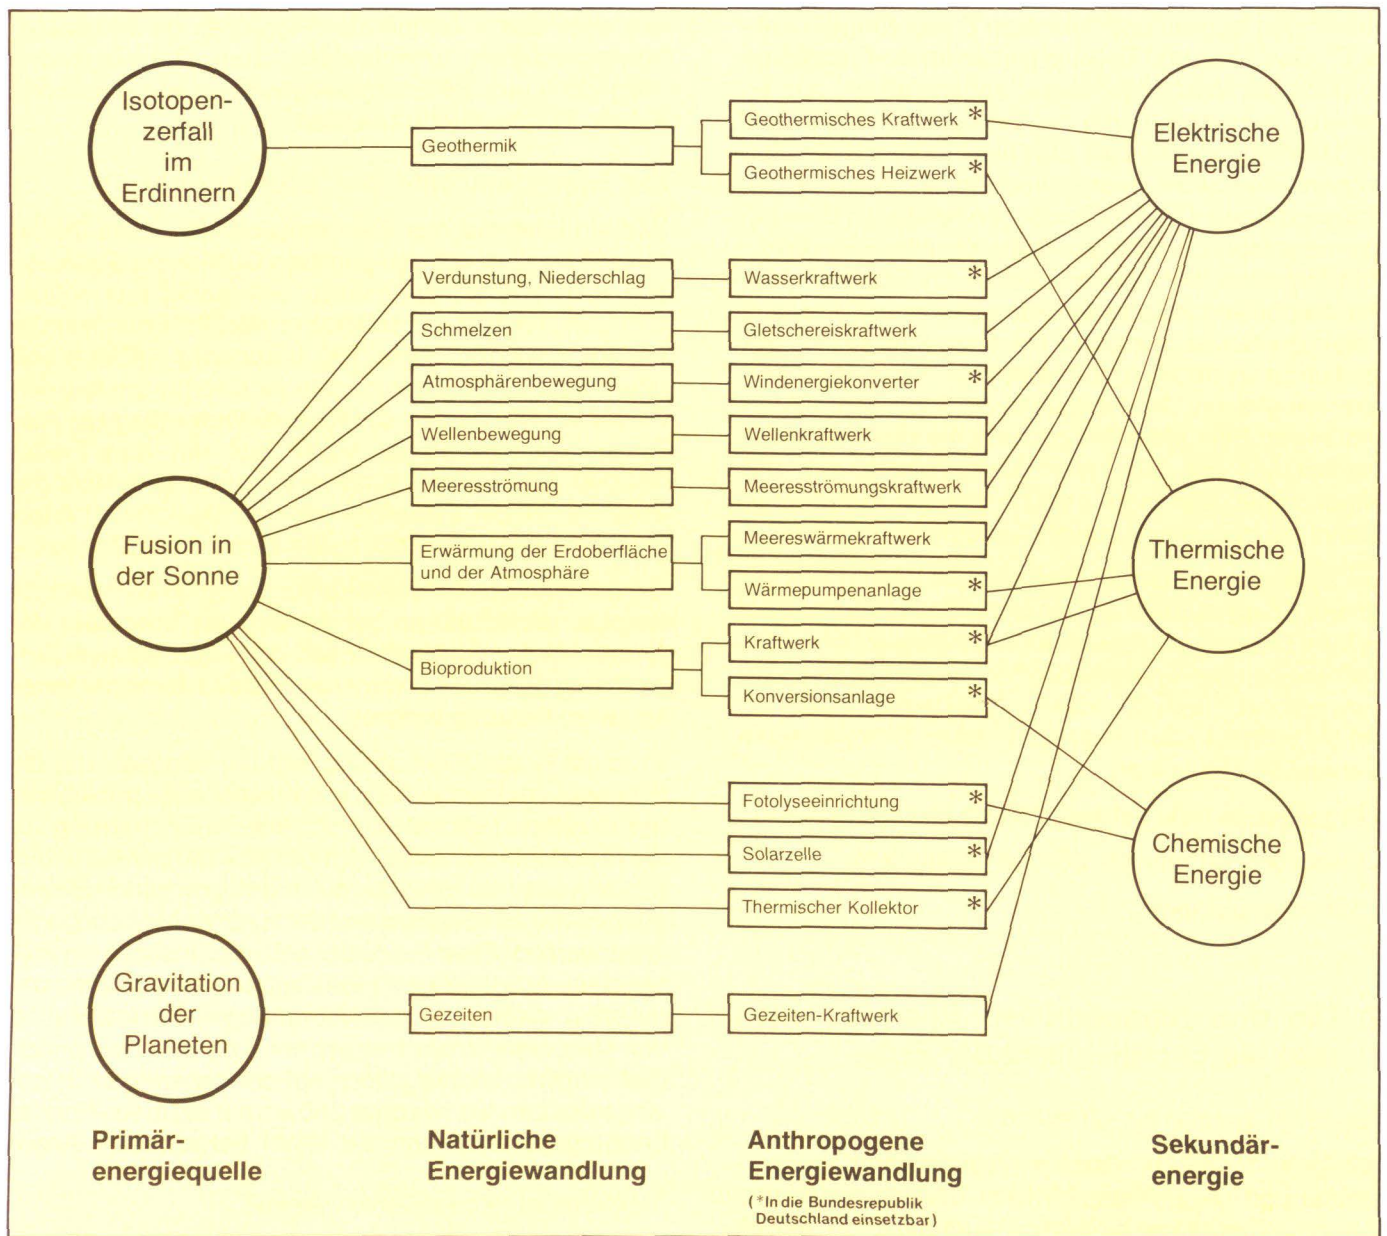 Isotopen-
zerfall
im
Erdinnern
Geothermik
Geothermisches Kraftwerk *
Geothermisches Heizwerk *
Elektrische
Energie
Verdunstung, Niederschlag
Wasserkraftwerk *
Schmelzen
Gletschereiskraftwerk
Atmosphärenbewegung
Windenergiekonverter *
Wellenbewegung
Wellenkraftwerk
Meeresströmung
Meeresströmungskraftwerk
Fusion in
der Sonne
Erwärmung der Erdoberfläche
und der Atmosphäre
Meereswärmekraftwerk
Wärmepumpenanlage *
Thermische
Energie
Bioproduktion
Kraftwerk *
Konversionsanlage *
Fotolyseeinrichtung *
Solarzelle *
Thermischer Kollektor *
Chemische
Energie
Gravitation
der
Planeten
Gezeiten
Gezeiten-Kraftwerk
Primär-
energiequelle
Natürliche
Energiewandlung
Anthropogene
Energiewandlung
(*In die Bundesrepublik
Deutschland einsetzbar)
Sekundär-
energie